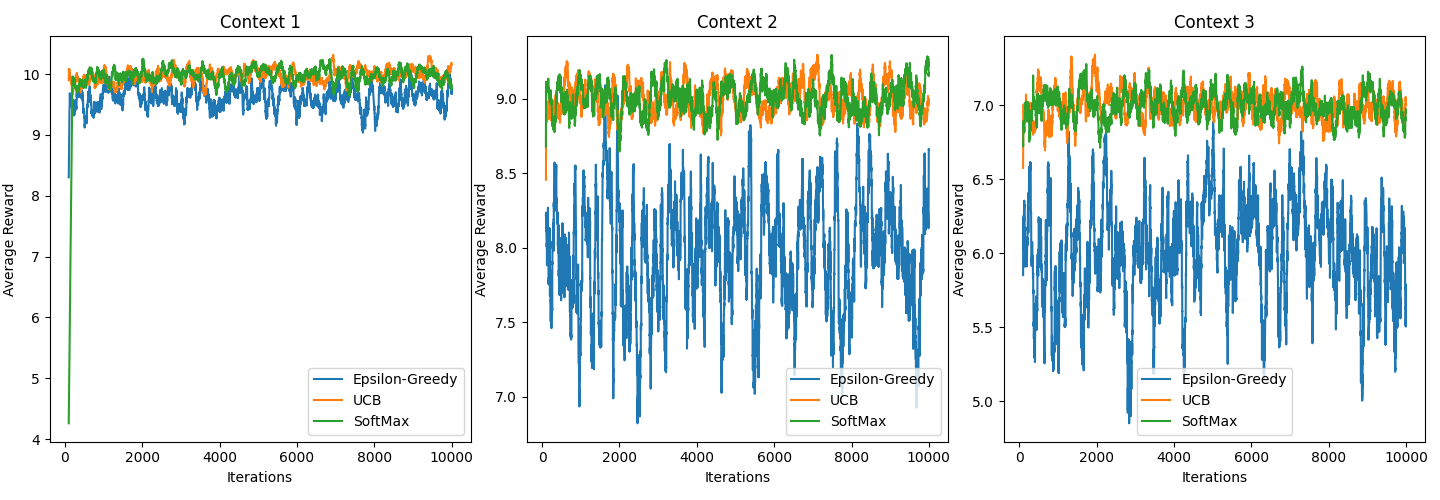 Context 1
Average Reward
10
9
8
7
6
5
4
0 2000 4000 6000 8000 10000
Iterations
Epsilon-Greedy
UCB
SoftMax
Context 2
Average Reward
9.0
8.5
8.0
7.5
7.0
0 2000 4000 6000 8000 10000
Iterations
Epsilon-Greedy
UCB
SoftMax
Context 3
Average Reward
7.0
6.5
6.0
5.5
5.0
0 2000 4000 6000 8000 10000
Iterations
Epsilon-Greedy
UCB
SoftMax